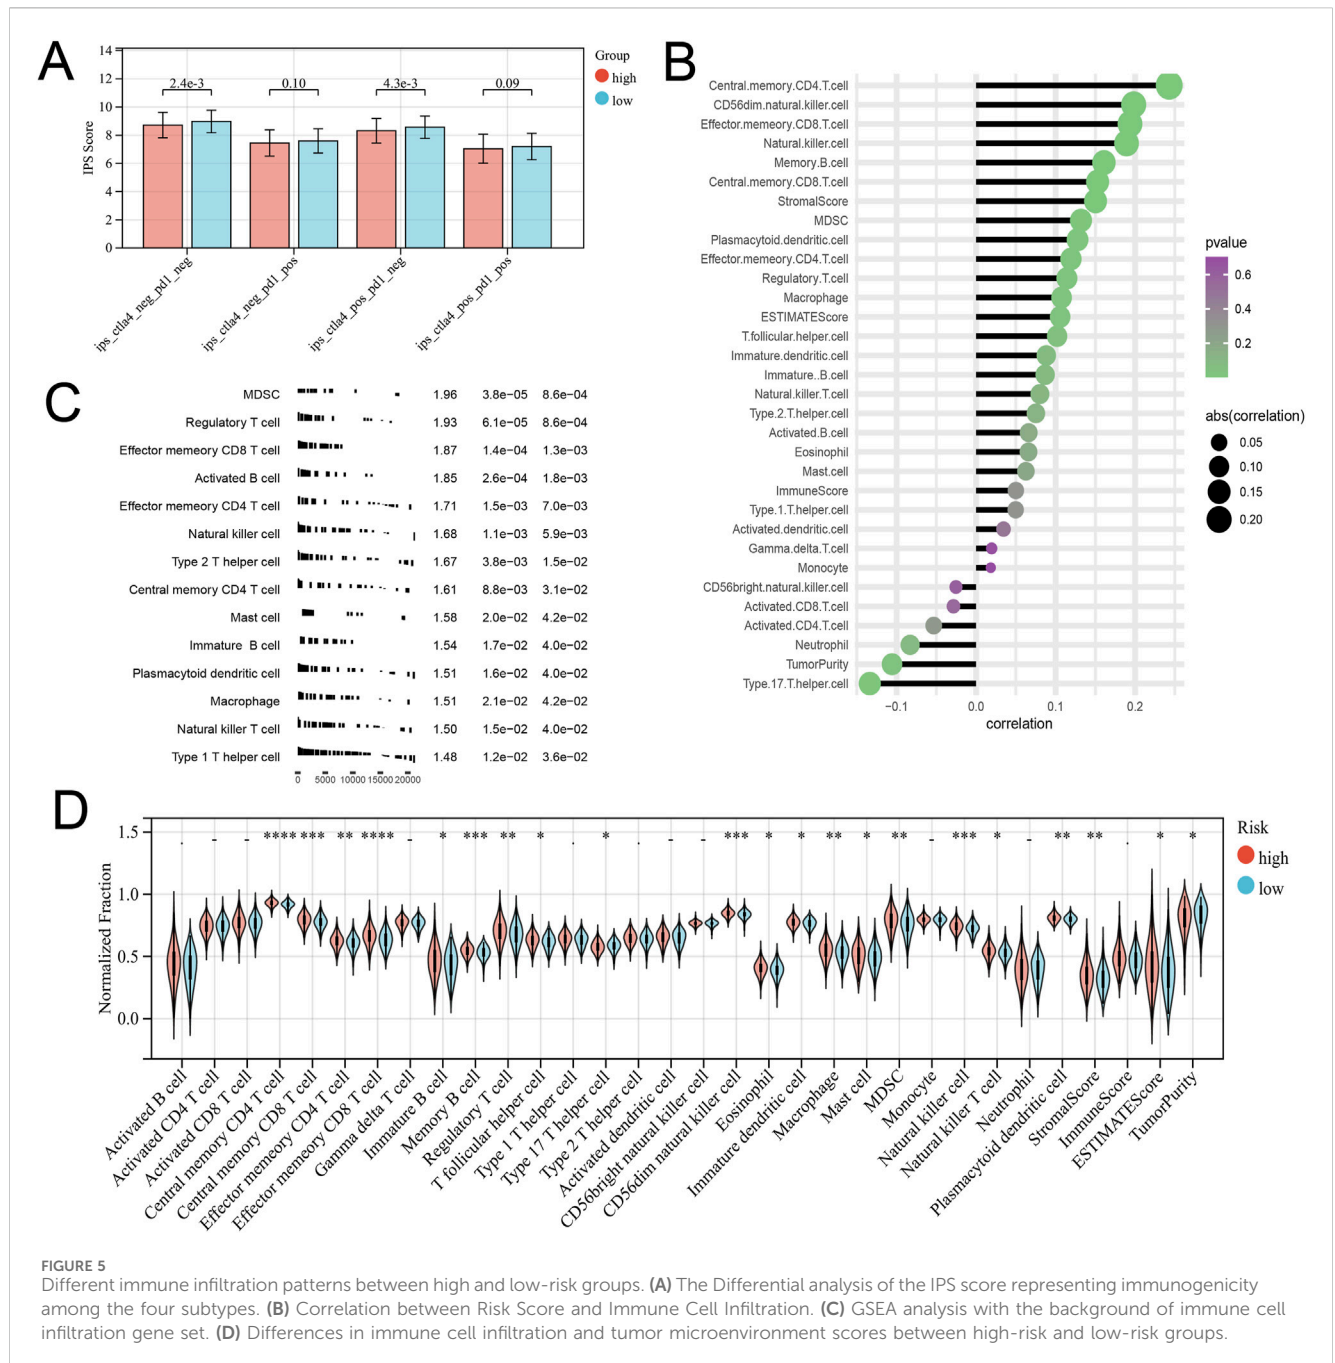 A
14
12
10
8
6
4
2
0
IPS Score
2.4e-3
0.10
4.3e-3
0.09
Group
high
low
ips_ctla4_neg_pd1_neg
ips_ctla4_neg_pd1_pos
ips_ctla4_pos_pd1_neg
ips_ctla4_pos_pd1_pos
B
Central.memory.CD4.T.cell
CD56dim.natural.killer.cell
Effector.memeory.CD8.T.cell
Natural.killer.cell
Memory.B.cell
Central.memory.CD8.T.cell
StromalScore
MDSC
Plasmacytoid.dendritic.cell
Effector.memeory.CD4.T.cell
Regulatory.T.cell
Macrophage
ESTIMATEScore
T.follicular.helper.cell
Immature.dendritic.cell
Immature..B.cell
Natural.killer.T.cell
Type.2.T.helper.cell
Activated.B.cell
Eosinophil
Mast.cell
ImmuneScore
Type.1.T.helper.cell
Activated.dendritic.cell
Gamma.delta.T.cell
Monocyte
CD56bright.natural.killer.cell
Activated.CD8.T.cell
Activated.CD4.T.cell
Neutrophil
TumorPurity
Type.17.T.helper.cell
−0.1 0.0 0.1 0.2
correlation
pvalue
0.6
0.4
0.2
abs(correlation)
0.05
0.10
0.15
0.20
C
MDSC 1.96 3.8e−05 8.6e−04
Regulatory T cell 1.93 6.1e−05 8.6e−04
Effector memeory CD8 T cell 1.87 1.4e−04 1.3e−03
Activated B cell 1.85 2.6e−04 1.8e−03
Effector memeory CD4 T cell 1.71 1.5e−03 7.0e−03
Natural killer cell 1.68 1.1e−03 5.9e−03
Type 2 T helper cell 1.67 3.8e−03 1.5e−02
Central memory CD4 T cell 1.61 8.8e−03 3.1e−02
Mast cell 1.58 2.0e−02 4.2e−02
Immature  B cell 1.54 1.7e−02 4.0e−02
Plasmacytoid dendritic cell 1.51 1.6e−02 4.0e−02
Macrophage 1.51 2.1e−02 4.2e−02
Natural killer T cell 1.50 1.5e−02 4.0e−02
Type 1 T helper cell 1.48 1.2e−02 3.6e−02
0 5000 10000 15000 20000
D
1.5
1.0
0.5
0.0
Normalized Fraction
. - - **** *** ** **** - * *** ** * . * . - - *** * * ** * ** - *** * - ** ** . * *
Risk
high
low
Activated B cell
Activated CD4 T cell
Activated CD8 T cell
Central memory CD4 T cell
Central memory CD8 T cell
Effector memeory CD4 T cell
Effector memeory CD8 T cell
Gamma delta T cell
Immature B cell
Memory B cell
Regulatory T cell
T follicular helper cell
Type 1 T helper cell
Type 17 T helper cell
Type 2 T helper cell
Activated dendritic cell
CD56bright natural killer cell
CD56dim natural killer cell
Eosinophil
Immature dendritic cell
Macrophage
Mast cell
MDSC
Monocyte
Natural killer cell
Natural killer T cell
Neutrophil
Plasmacytoid dendritic cell
StromalScore
ImmuneScore
ESTIMATEScore
TumorPurity
FIGURE 5
Different immune infiltration patterns between high and low-risk groups. (A) The Differential analysis of the IPS score representing immunogenicity
among the four subtypes. (B) Correlation between Risk Score and Immune Cell Infiltration. (C) GSEA analysis with the background of immune cell
infiltration gene set. (D) Differences in immune cell infiltration and tumor microenvironment scores between high-risk and low-risk groups.